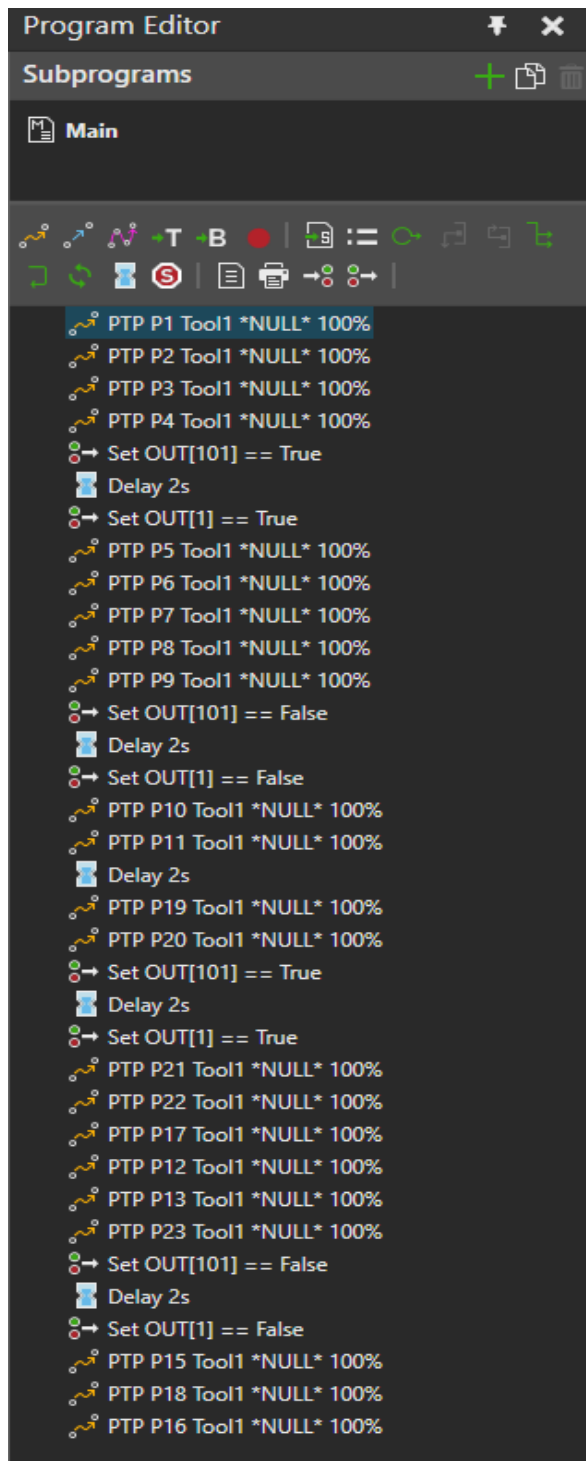 Program Editor
Subprograms
Main
T B S :=
S
PTP P1 Tool1 *NULL* 100%
PTP P2 Tool1 *NULL* 100%
PTP P3 Tool1 *NULL* 100%
PTP P4 Tool1 *NULL* 100%
Set OUT[101] == True
Delay 2s
Set OUT[1] == True
PTP P5 Tool1 *NULL* 100%
PTP P6 Tool1 *NULL* 100%
PTP P7 Tool1 *NULL* 100%
PTP P8 Tool1 *NULL* 100%
PTP P9 Tool1 *NULL* 100%
Set OUT[101] == False
Delay 2s
Set OUT[1] == False
PTP P10 Tool1 *NULL* 100%
PTP P11 Tool1 *NULL* 100%
Delay 2s
PTP P19 Tool1 *NULL* 100%
PTP P20 Tool1 *NULL* 100%
Set OUT[101] == True
Delay 2s
Set OUT[1] == True
PTP P21 Tool1 *NULL* 100%
PTP P22 Tool1 *NULL* 100%
PTP P17 Tool1 *NULL* 100%
PTP P12 Tool1 *NULL* 100%
PTP P13 Tool1 *NULL* 100%
PTP P23 Tool1 *NULL* 100%
Set OUT[101] == False
Delay 2s
Set OUT[1] == False
PTP P15 Tool1 *NULL* 100%
PTP P18 Tool1 *NULL* 100%
PTP P16 Tool1 *NULL* 100%